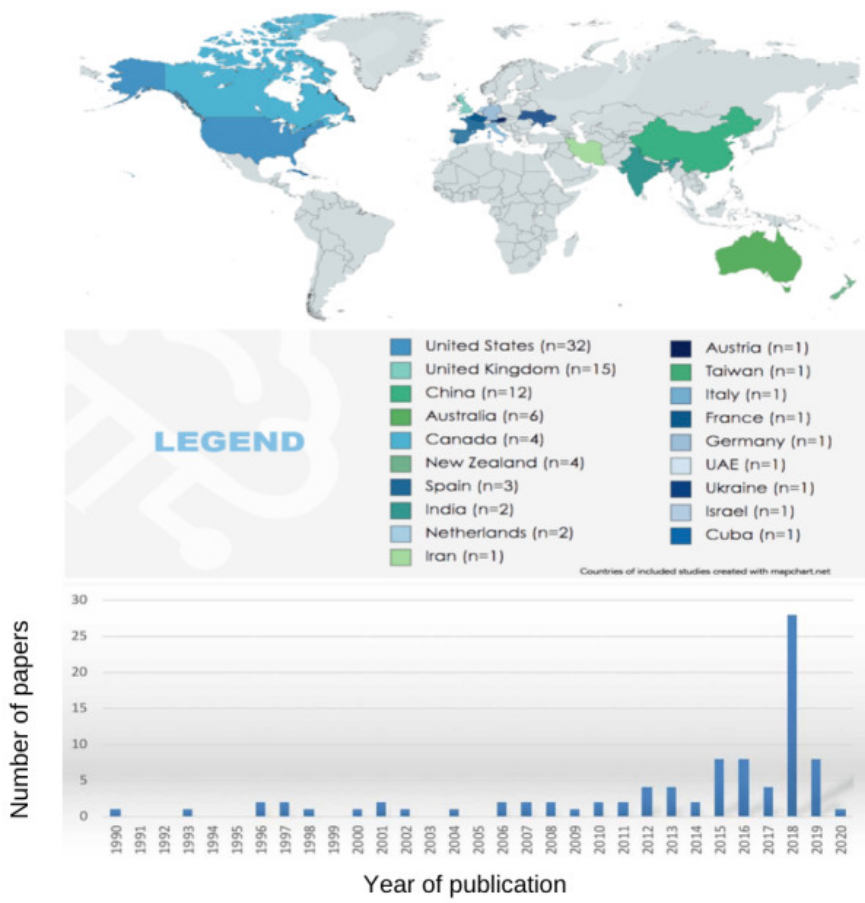 LEGEND
United States (n=32)
United Kingdom (n=15)
China (n=12)
Australia (n=6)
Canada (n=4)
New Zealand (n=4)
Spain (n=3)
India (n=2)
Netherlands (n=2)
Iran (n=1)
Austria (n=1)
Taiwan (n=1)
Italy (n=1)
France (n=1)
Germany (n=1)
UAE (n=1)
Ukraine (n=1)
Israel (n=1)
Cuba (n=1)
Countries of included studies created with mapchart.net
Number of papers
30
25
20
15
10
5
0
1990
1991
1992
1993
1994
1995
1996
1997
1998
1999
2000
2001
2002
2003
2004
2005
2006
2007
2008
2009
2010
2011
2012
2013
2014
2015
2016
2017
2018
2019
2020
Year of publication